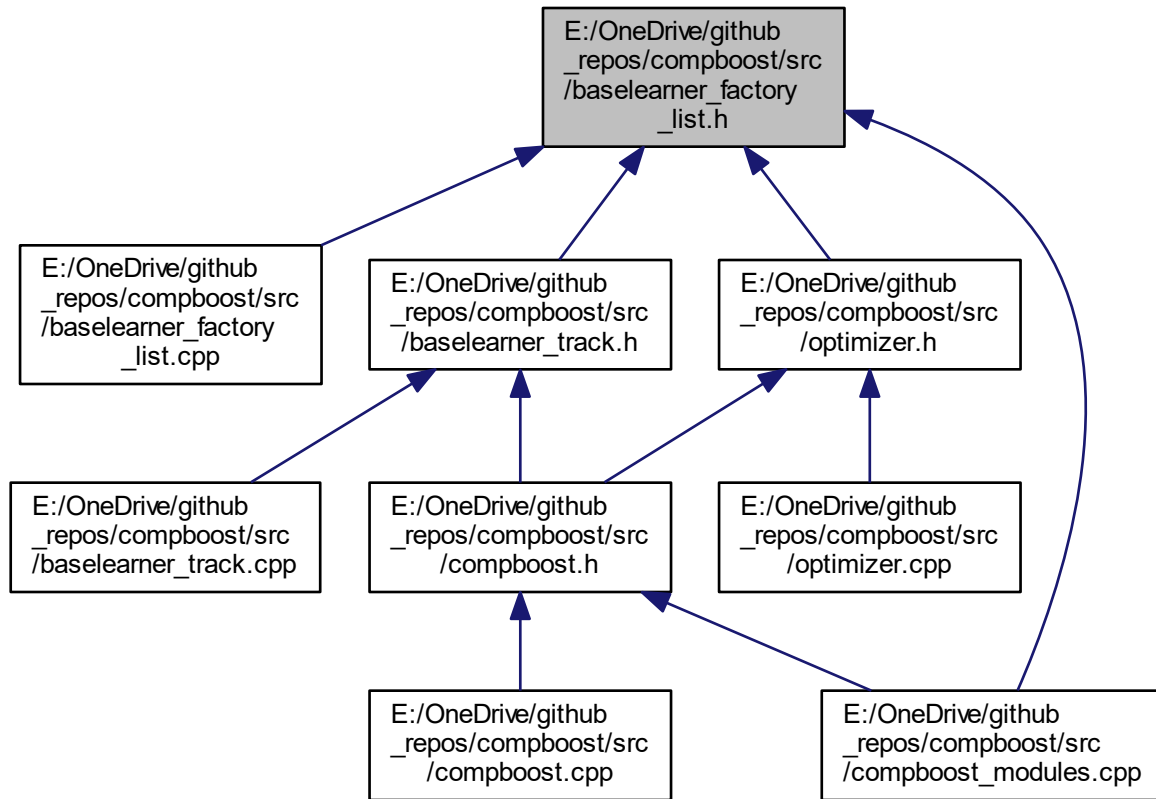 E:/OneDrive/github
_repos/compboost/src
/baselearner_factory
_list.h
E:/OneDrive/github
_repos/compboost/src
/baselearner_factory
_list.cpp
E:/OneDrive/github
_repos/compboost/src
/baselearner_track.h
E:/OneDrive/github
_repos/compboost/src
/optimizer.h
E:/OneDrive/github
_repos/compboost/src
/baselearner_track.cpp
E:/OneDrive/github
_repos/compboost/src
/compboost.h
E:/OneDrive/github
_repos/compboost/src
/optimizer.cpp
E:/OneDrive/github
_repos/compboost/src
/compboost.cpp
E:/OneDrive/github
_repos/compboost/src
/compboost_modules.cpp